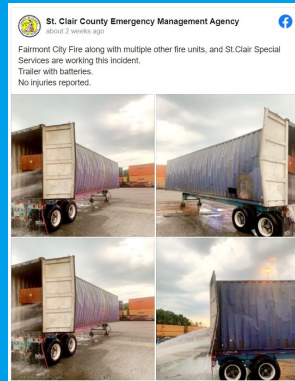 St. Clair County Emergency Management Agency
about 2 weeks ago
Fairmont City Fire along with multiple other fire units, and St.Clair Special
Services are working this incident.
Trailer with batteries.
No injuries reported.